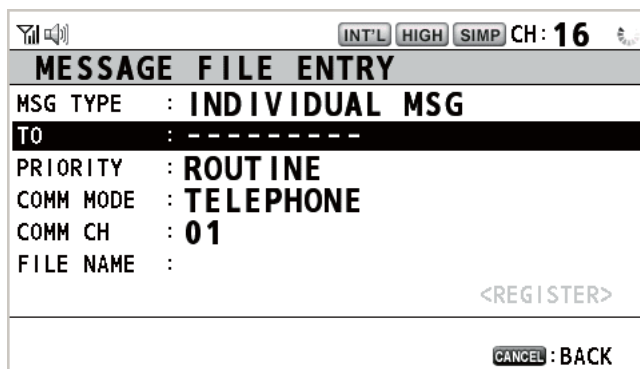 INT'L HIGH SIMP CH: 16
MESSAGE FILE ENTRY
MSG TYPE : INDIVIDUAL MSG
TO : ---------
PRIORITY : ROUTINE
COMM MODE : TELEPHONE
COMM CH : 01
FILE NAME :
<REGISTER>
CANCEL : BACK